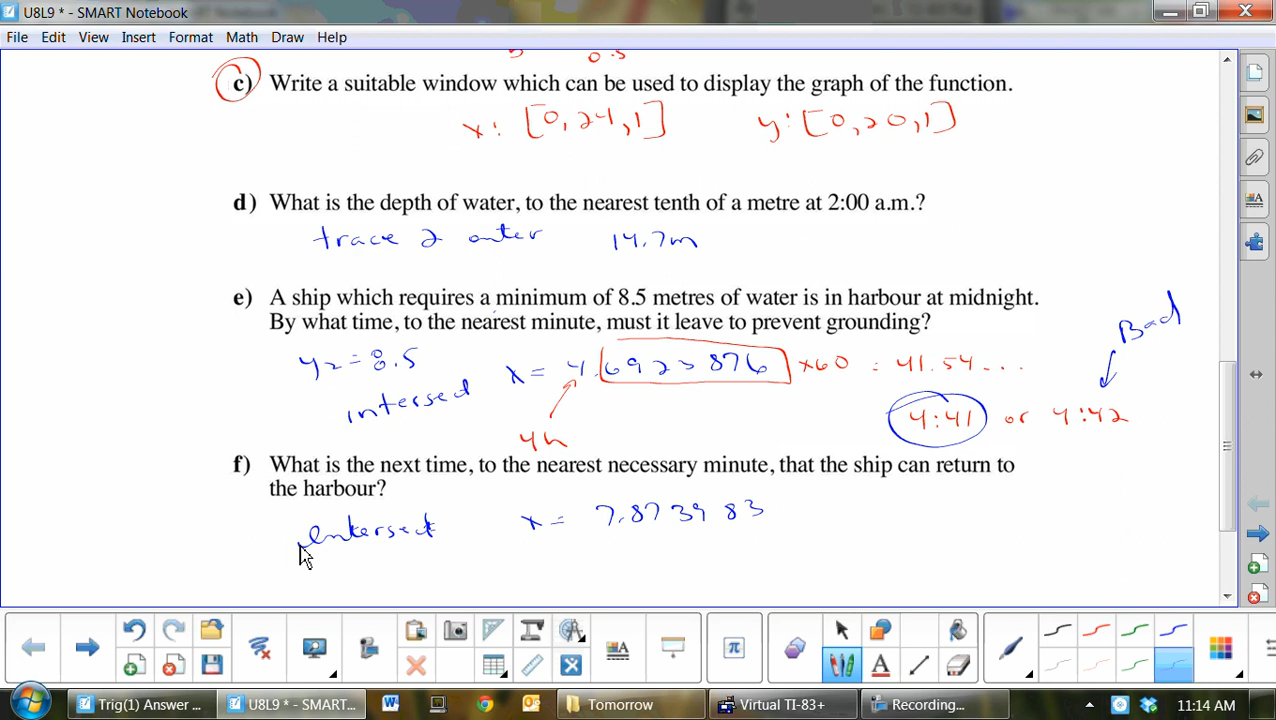 U8L9 * - SMART Notebook
File Edit View Insert Format Math Draw Help
0.5
c) Write a suitable window which can be used to display the graph of the function.
x: [0,24,1] y: [0,20,1]
d) What is the depth of water, to the nearest tenth of a metre at 2:00 a.m.?
trace 2 enter 14.7m
e) A ship which requires a minimum of 8.5 metres of water is in harbour at midnight.
By what time, to the nearest minute, must it leave to prevent grounding?
Bad
y2=8.5
intersect x= 4.6923876 x60 = 41.54...
4h
4:41 or 4:42
f) What is the next time, to the nearest necessary minute, that the ship can return to
the harbour?
intersect x= 7.873983
Trig(1) Answer ... U8L9 * - SMART... Tomorrow Virtual TI-83+ Recording... 11:14 AM